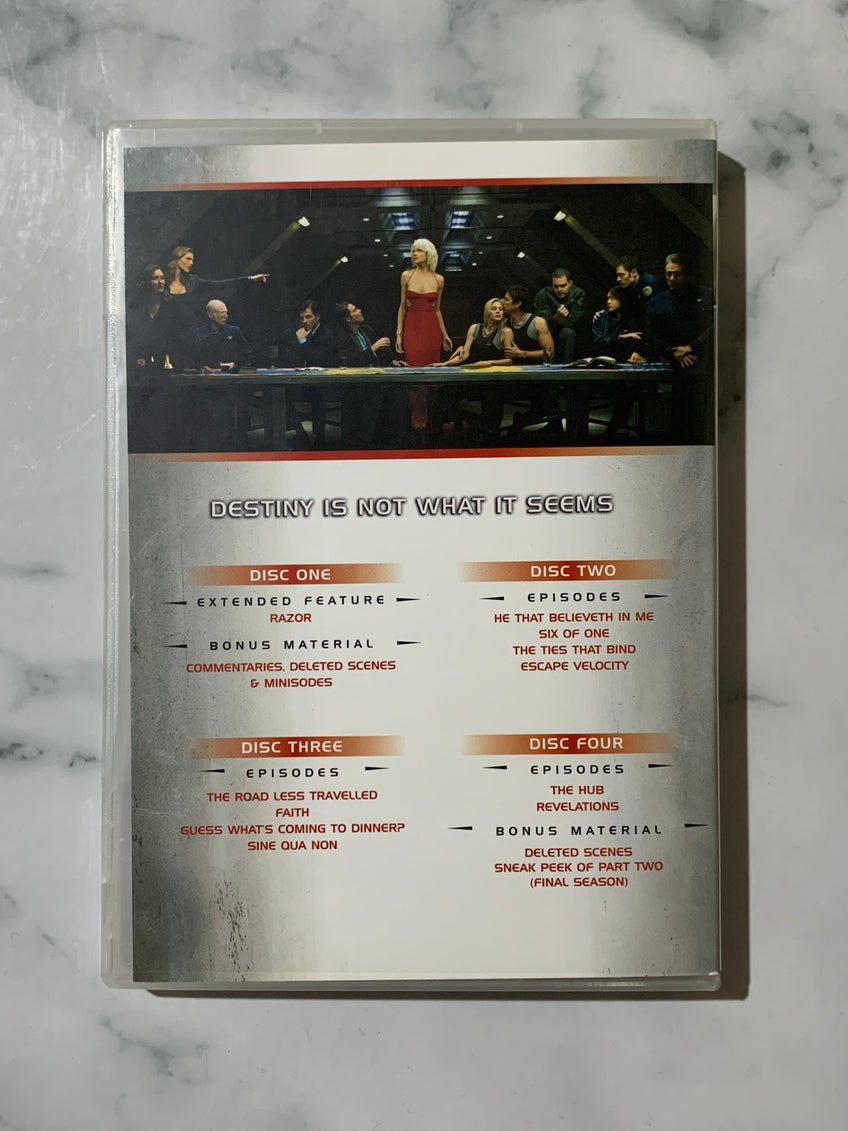 DESTINY IS NOT WHAT IT SEEMS
DISC ONE
EXTENDED FEATURE
RAZOR
BONUS MATERIAL
COMMENTARIES, DELETED SCENES
& MINISODES
DISC TWO
EPISODES
HE THAT BELIEVETH IN ME
SIX OF ONE
THE TIES THAT BIND
ESCAPE VELOCITY
DISC THREE
EPISODES
THE ROAD LESS TRAVELLED
FAITH
GUESS WHAT'S COMING TO DINNER?
SINE QUA NON
DISC FOUR
EPISODES
THE HUB
REVELATIONS
BONUS MATERIAL
DELETED SCENES
SNEAK PEEK OF PART TWO
(FINAL SEASON)